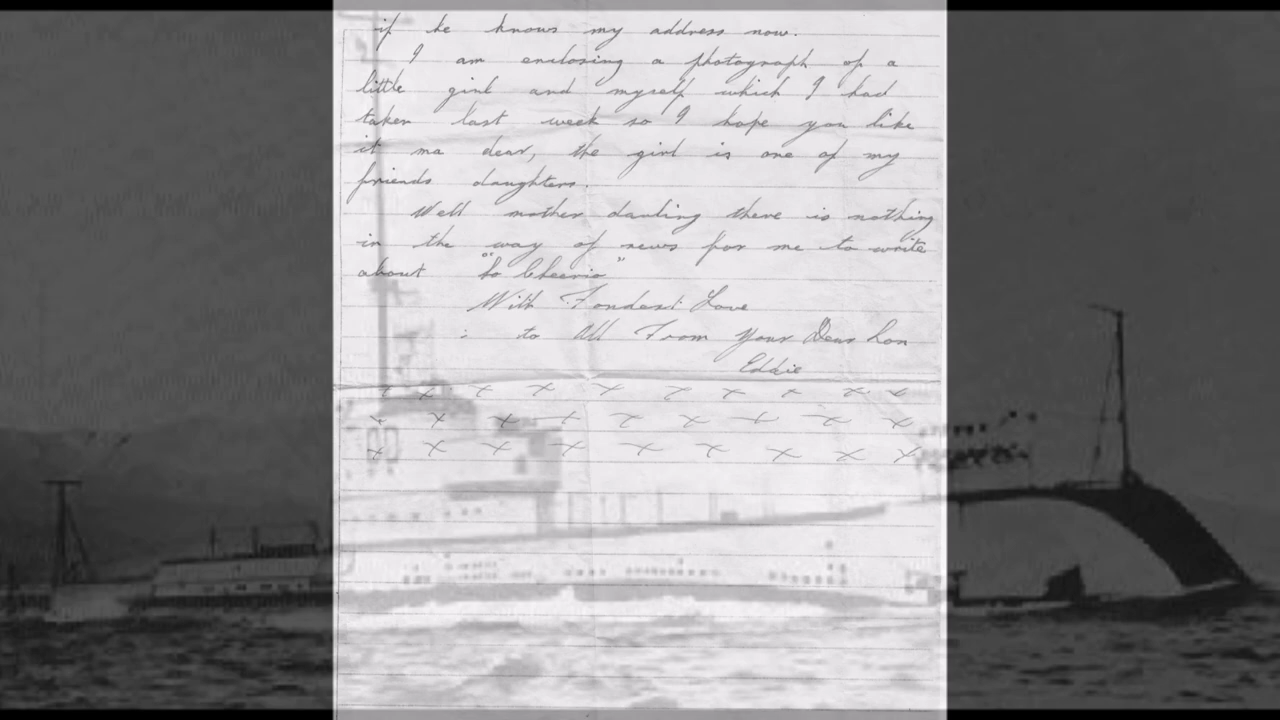 if he knows my address now.
I am enclosing a photograph of a
little girl and myself which I had
taken last week so I hope you like
it ma dear, the girl is one of my
friends daughters.
Well mother darling there is nothing
in the way of news for me to write
about "So Cheerio"
With Fondest Love
to All From Your Dear Son
Eddie
x x x x x x x x x x
x x x x x x x x x
x x x x x x x x x